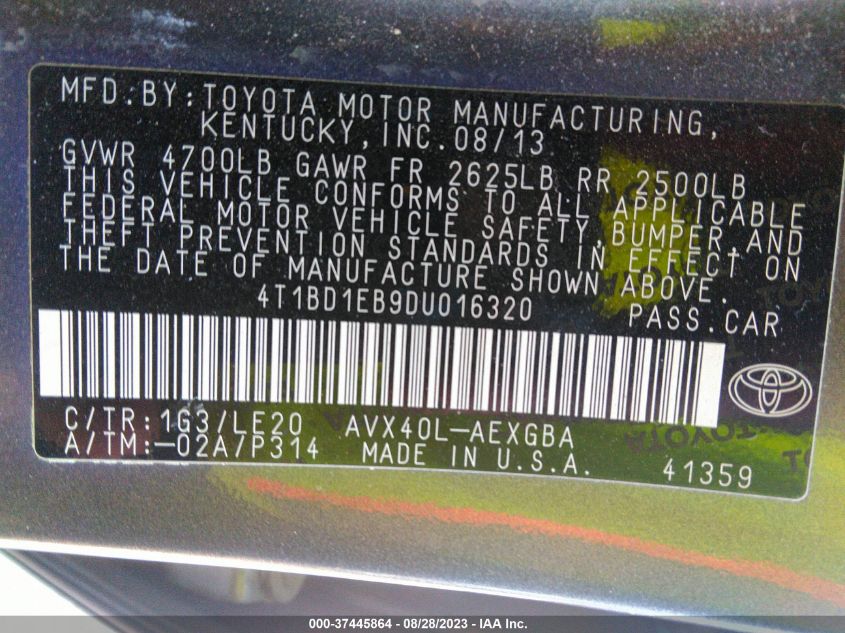 MFD.BY:TOYOTA MOTOR MANUFACTURING,
KENTUCKY,INC.08/13
GVWR 4700LB GAWR FR 2625LB RR 2500LB
THIS VEHICLE CONFORMS TO ALL APPLICABLE
FEDERAL MOTOR VEHICLE SAFETY,BUMPER,AND
THEFT PREVENTION STANDARDS IN EFFECT ON
THE DATE OF MANUFACTURE SHOWN ABOVE.
4T1BD1EB9DU016320 PASS.CAR
C/TR:1G3/LE20 AVX40L-AEXGBA
A/TM:-02A/P314 MADE IN U.S.A. 41359
TOYOTA
TOYOTA
000-37445864 - 08/28/2023 - IAA Inc.